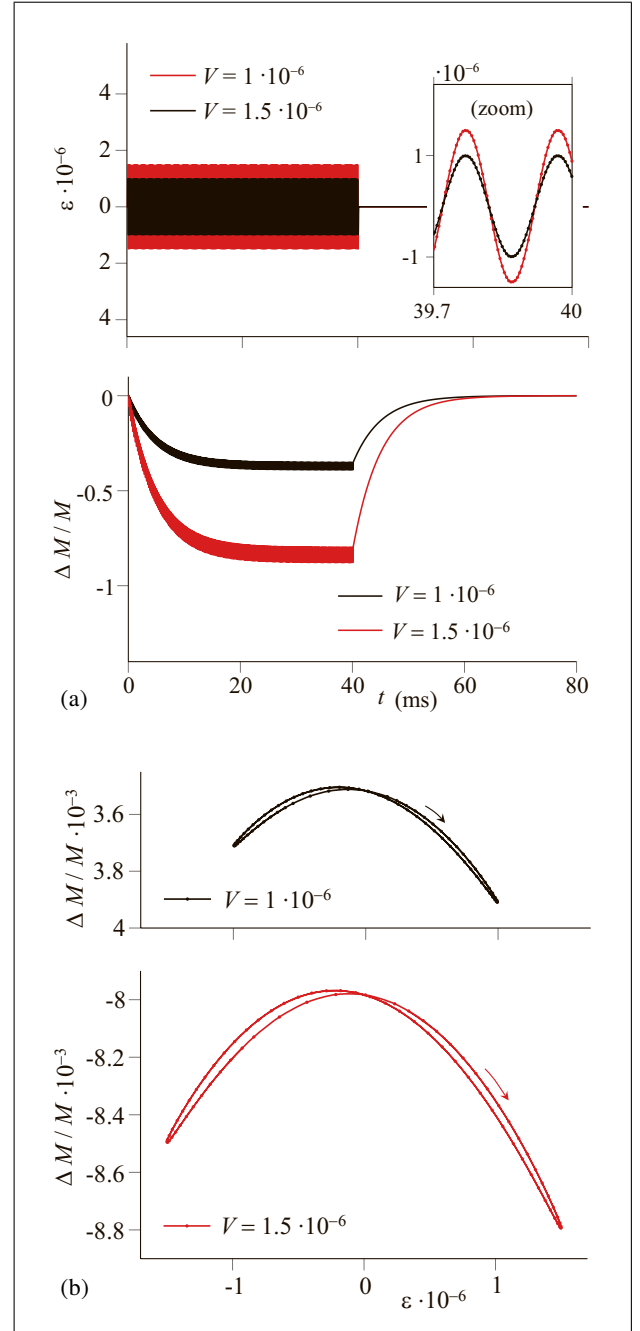 V = 1 ·10⁻⁶
V = 1.5 ·10⁻⁶
·10⁻⁶
(zoom)
1
-1
39.7
40
ε ·10⁻⁶
4
2
0
2
4
0
-0.5
-1
Δ M / M
V = 1 ·10⁻⁶
V = 1.5 ·10⁻⁶
0
20
40
60
80
t (ms)
(a)
3.6
3.8
4
Δ M / M ·10⁻³
V = 1 ·10⁻⁶
-8
-8.2
-8.4
-8.6
-8.8
Δ M / M ·10⁻³
V = 1.5 ·10⁻⁶
-1
0
1
ε ·10⁻⁶
(b)